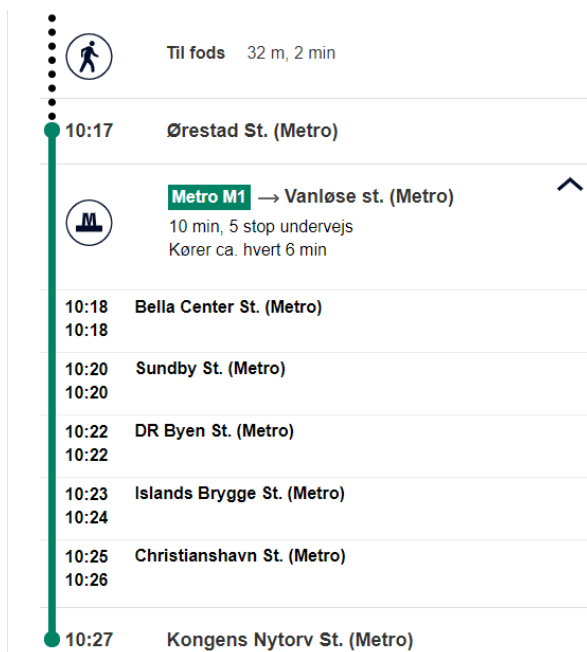 Til fods 32 m, 2 min
10:17 Ørestad St. (Metro)
Metro M1 → Vanløse st. (Metro)
M
10 min, 5 stop undervejs
Kører ca. hvert 6 min
10:18 Bella Center St. (Metro)
10:18
10:20 Sundby St. (Metro)
10:20
10:22 DR Byen St. (Metro)
10:22
10:23 Islands Brygge St. (Metro)
10:24
10:25 Christianshavn St. (Metro)
10:26
10:27 Kongens Nytorv St. (Metro)